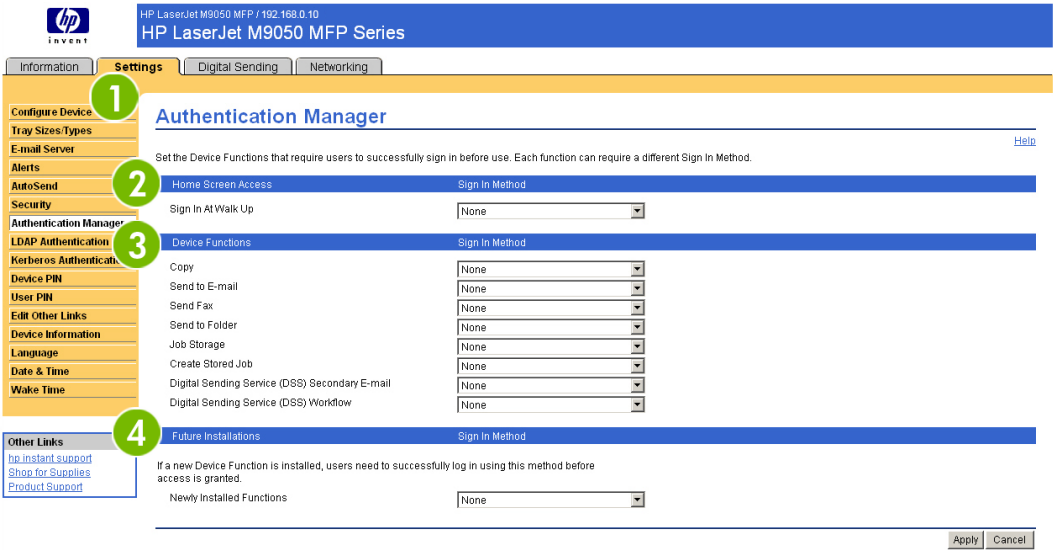 hp
invent
HP LaserJet M9050 MFP / 192.168.0.10
HP LaserJet M9050 MFP Series
Information
Settings
Digital Sending
Networking
1
Configure Device
Tray Sizes/Types
E-mail Server
Alerts
AutoSend
Security
Authentication Manager
LDAP Authentication
Kerberos Authentication
Device PIN
User PIN
Edit Other Links
Device Information
Language
Date & Time
Wake Time
Other Links
hp instant support
Shop for Supplies
Product Support
Authentication Manager
Help
Set the Device Functions that require users to successfully sign in before use. Each function can require a different Sign In Method.
2
Home Screen Access Sign In Method
Sign In At Walk Up None
3
Device Functions Sign In Method
Copy None
Send to E-mail None
Send Fax None
Send to Folder None
Job Storage None
Create Stored Job None
Digital Sending Service (DSS) Secondary E-mail None
Digital Sending Service (DSS) Workflow None
4
Future Installations Sign In Method
If a new Device Function is installed, users need to successfully log in using this method before
access is granted.
Newly Installed Functions None
Apply Cancel